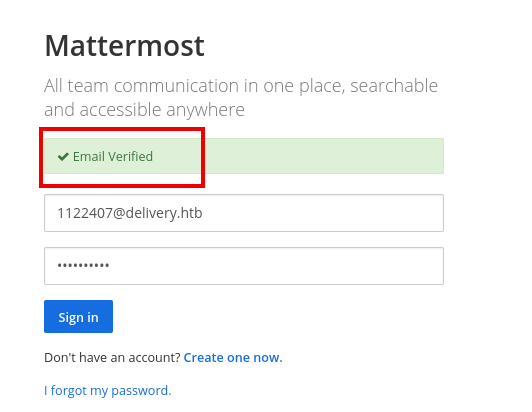 Mattermost
All team communication in one place, searchable
and accessible anywhere
✔ Email Verified
1122407@delivery.htb
••••••••••
Sign in
Don't have an account? Create one now.
I forgot my password.